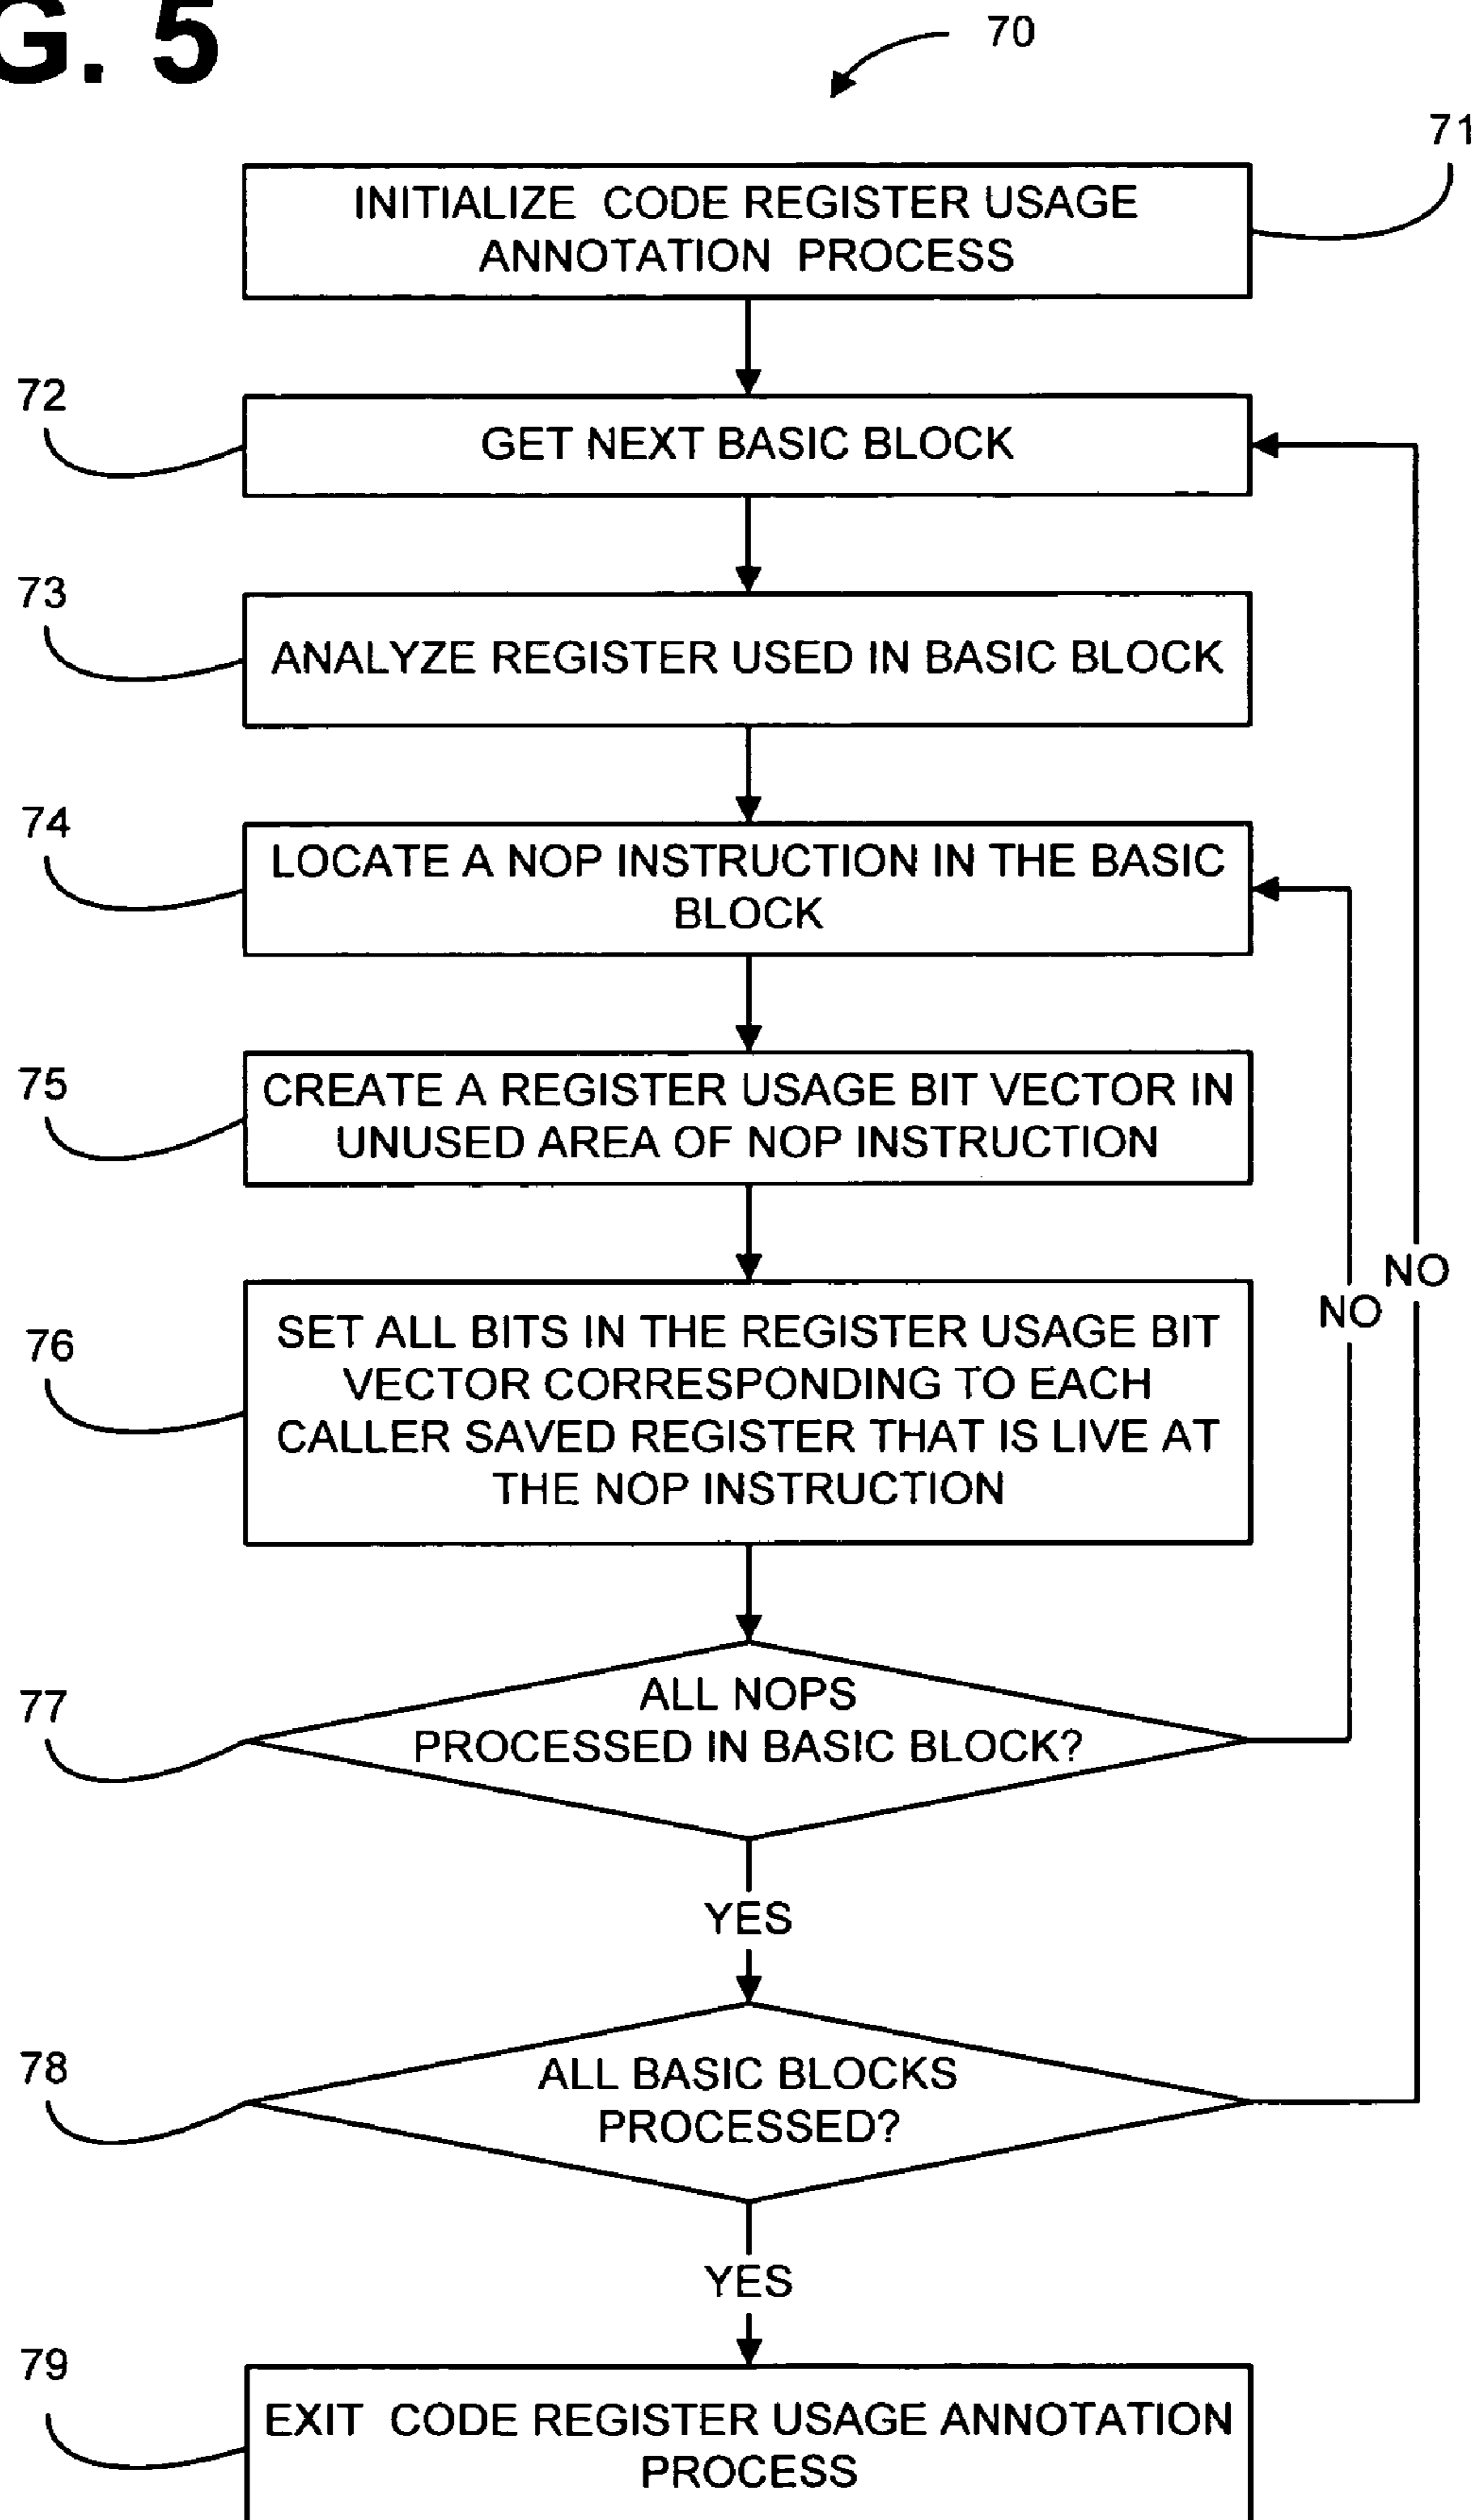 G. 5
70
71
INITIALIZE CODE REGISTER USAGE
ANNOTATION PROCESS
72
GET NEXT BASIC BLOCK
73
ANALYZE REGISTER USED IN BASIC BLOCK
74
LOCATE A NOP INSTRUCTION IN THE BASIC
BLOCK
75
CREATE A REGISTER USAGE BIT VECTOR IN
UNUSED AREA OF NOP INSTRUCTION
NO
NO
76
SET ALL BITS IN THE REGISTER USAGE BIT
VECTOR CORRESPONDING TO EACH
CALLER SAVED REGISTER THAT IS LIVE AT
THE NOP INSTRUCTION
77
ALL NOPS
PROCESSED IN BASIC BLOCK?
YES
78
ALL BASIC BLOCKS
PROCESSED?
YES
79
EXIT CODE REGISTER USAGE ANNOTATION
PROCESS